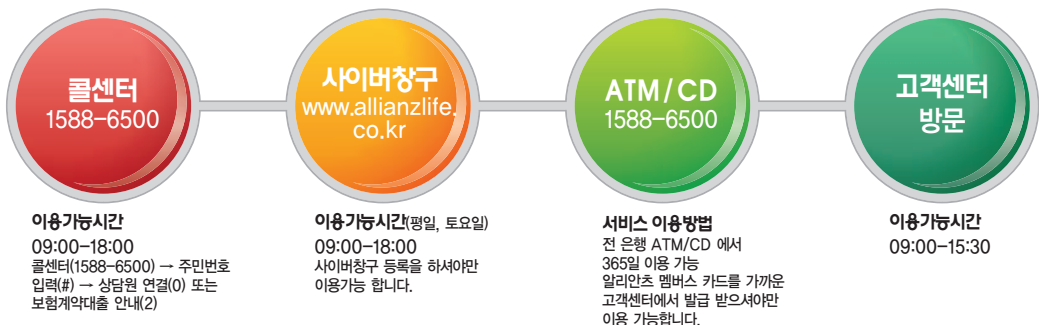 콜센터
1588-6500
이용가능시간
09:00-18:00
콜센터(1588-6500) → 주민번호
입력(#) → 상담원 연결(0) 또는
보험계약대출 안내(2)
사이버창구
www.allianzlife.
co.kr
이용가능시간(평일, 토요일)
09:00-18:00
사이버창구 등록을 하셔야만
이용가능 합니다.
ATM/CD
1588-6500
서비스 이용방법
전 은행 ATM/CD 에서
365일 이용 가능
알리안츠 멤버스 카드를 가까운
고객센터에서 발급 받으셔야만
이용 가능합니다.
고객센터
방문
이용가능시간
09:00-15:30